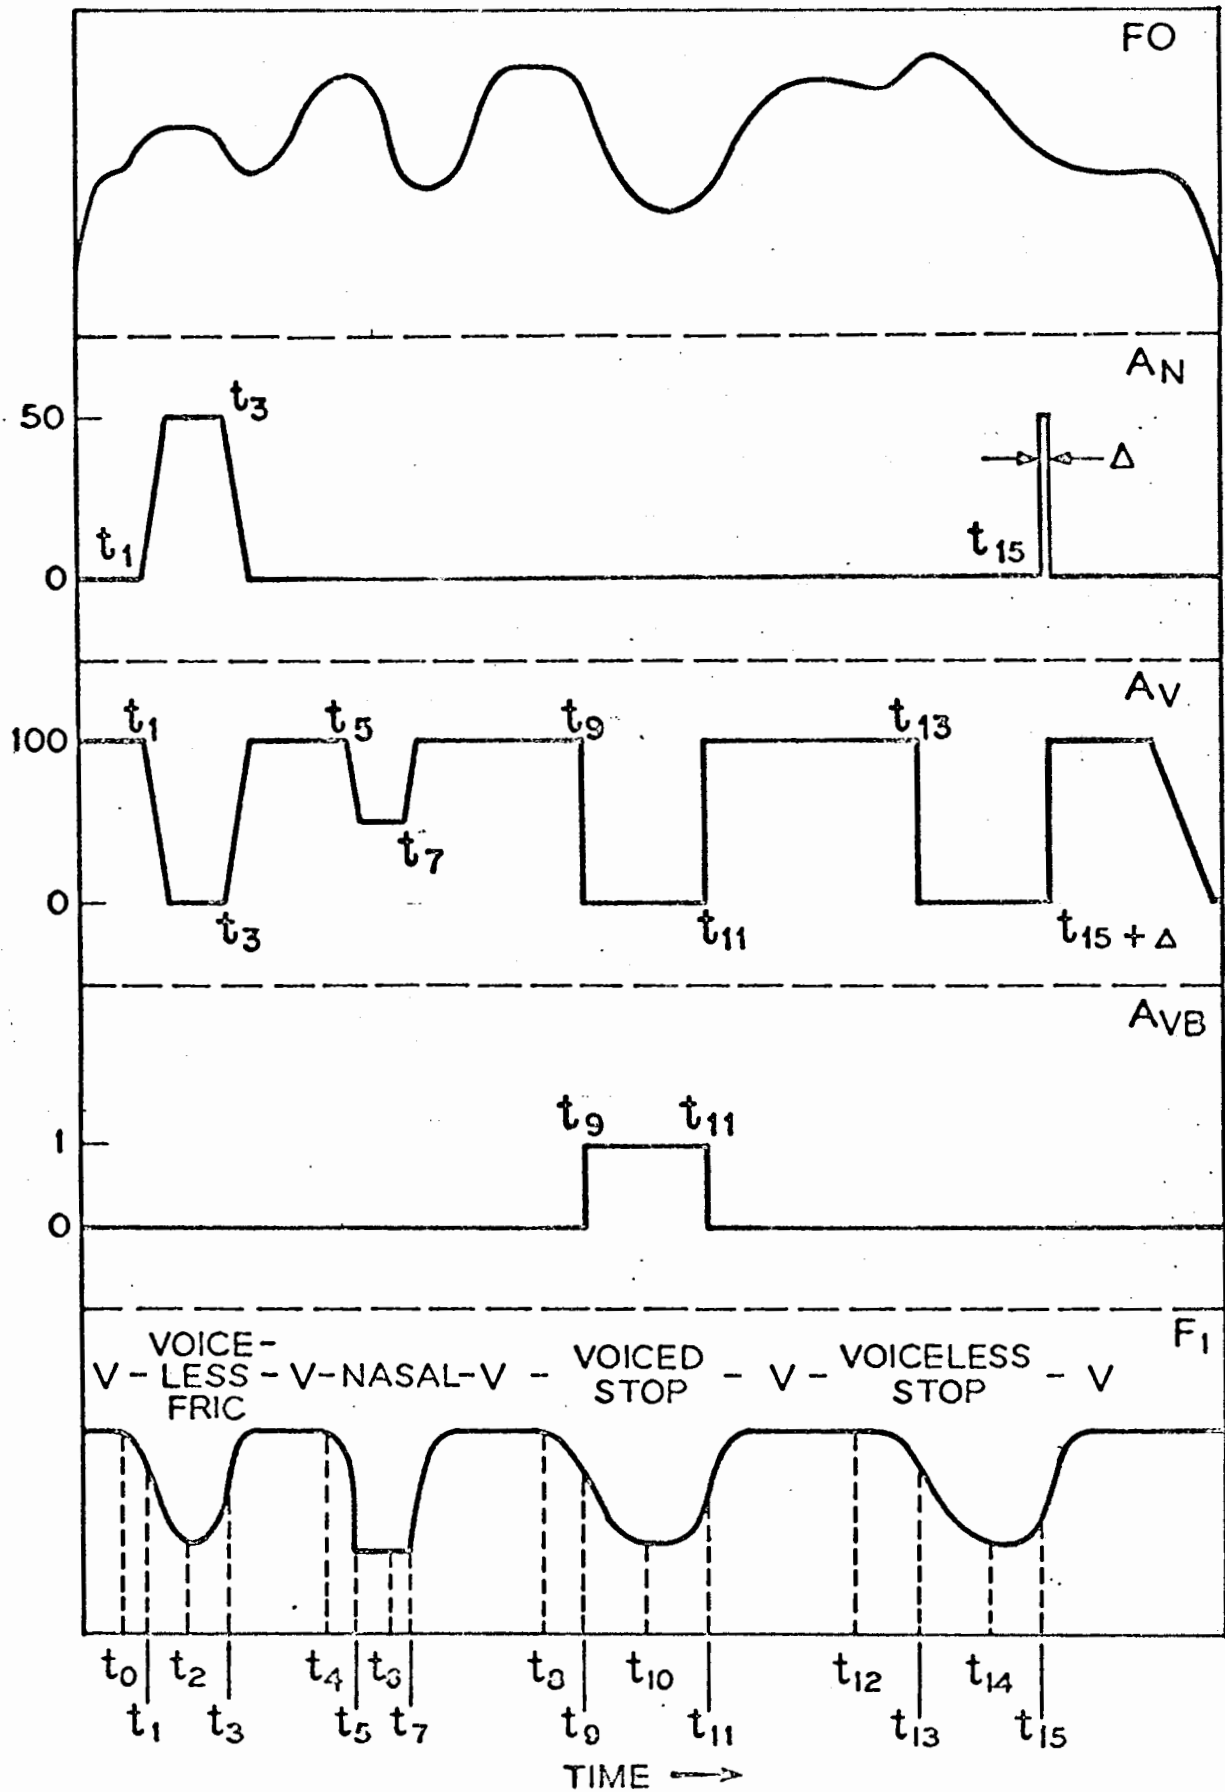 FO
AN
50
t3
Δ
t1
t15
0
AV
t1
t5
t9
t13
100
t7
0
t3
t11
t15 + Δ
AVB
t9
t11
1
0
F1
V - VOICE-LESS FRIC - V - NASAL - V - VOICED STOP - V - VOICELESS STOP - V
t0 t2 t4 t6 t8 t10 t12 t14
t1 t3 t5 t7 t9 t11 t13 t15
TIME →